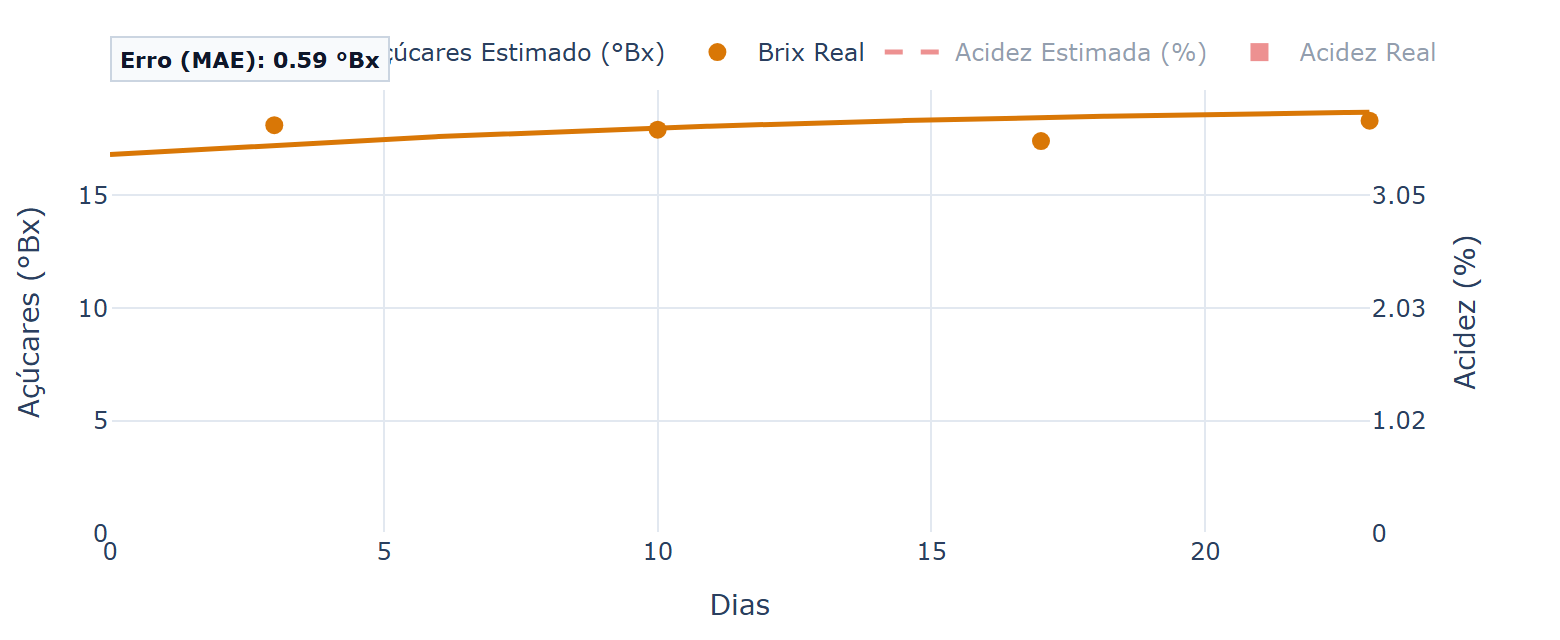 Erro (MAE): 0.59 ºBx
çúcares Estimado (°Bx)
Brix Real
Acidez Estimada (%)
Acidez Real
Açúcares (°Bx)
15
10
5
0
3.05
2.03
1.02
0
Acidez (%)
0
5
10
15
20
Dias